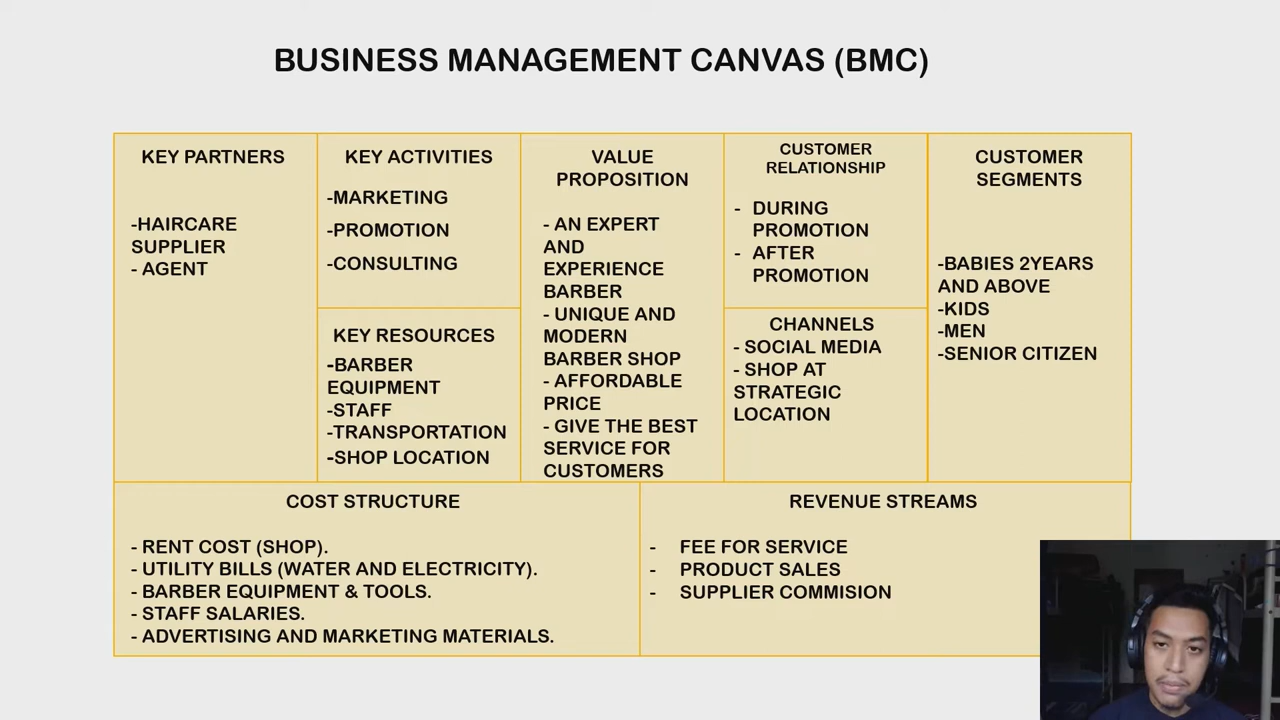 BUSINESS MANAGEMENT CANVAS (BMC)
KEY PARTNERS
-HAIRCARE
SUPPLIER
- AGENT
KEY ACTIVITIES
-MARKETING
-PROMOTION
-CONSULTING
KEY RESOURCES
-BARBER
EQUIPMENT
-STAFF
-TRANSPORTATION
-SHOP LOCATION
VALUE
PROPOSITION
- AN EXPERT
AND
EXPERIENCE
BARBER
- UNIQUE AND
MODERN
BARBER SHOP
- AFFORDABLE
PRICE
- GIVE THE BEST
SERVICE FOR
CUSTOMERS
CUSTOMER
RELATIONSHIP
- DURING
PROMOTION
- AFTER
PROMOTION
CHANNELS
- SOCIAL MEDIA
- SHOP AT
STRATEGIC
LOCATION
CUSTOMER
SEGMENTS
-BABIES 2YEARS
AND ABOVE
-KIDS
-MEN
-SENIOR CITIZEN
COST STRUCTURE
- RENT COST (SHOP).
- UTILITY BILLS (WATER AND ELECTRICITY).
- BARBER EQUIPMENT & TOOLS.
- STAFF SALARIES.
- ADVERTISING AND MARKETING MATERIALS.
REVENUE STREAMS
- FEE FOR SERVICE
- PRODUCT SALES
- SUPPLIER COMMISION